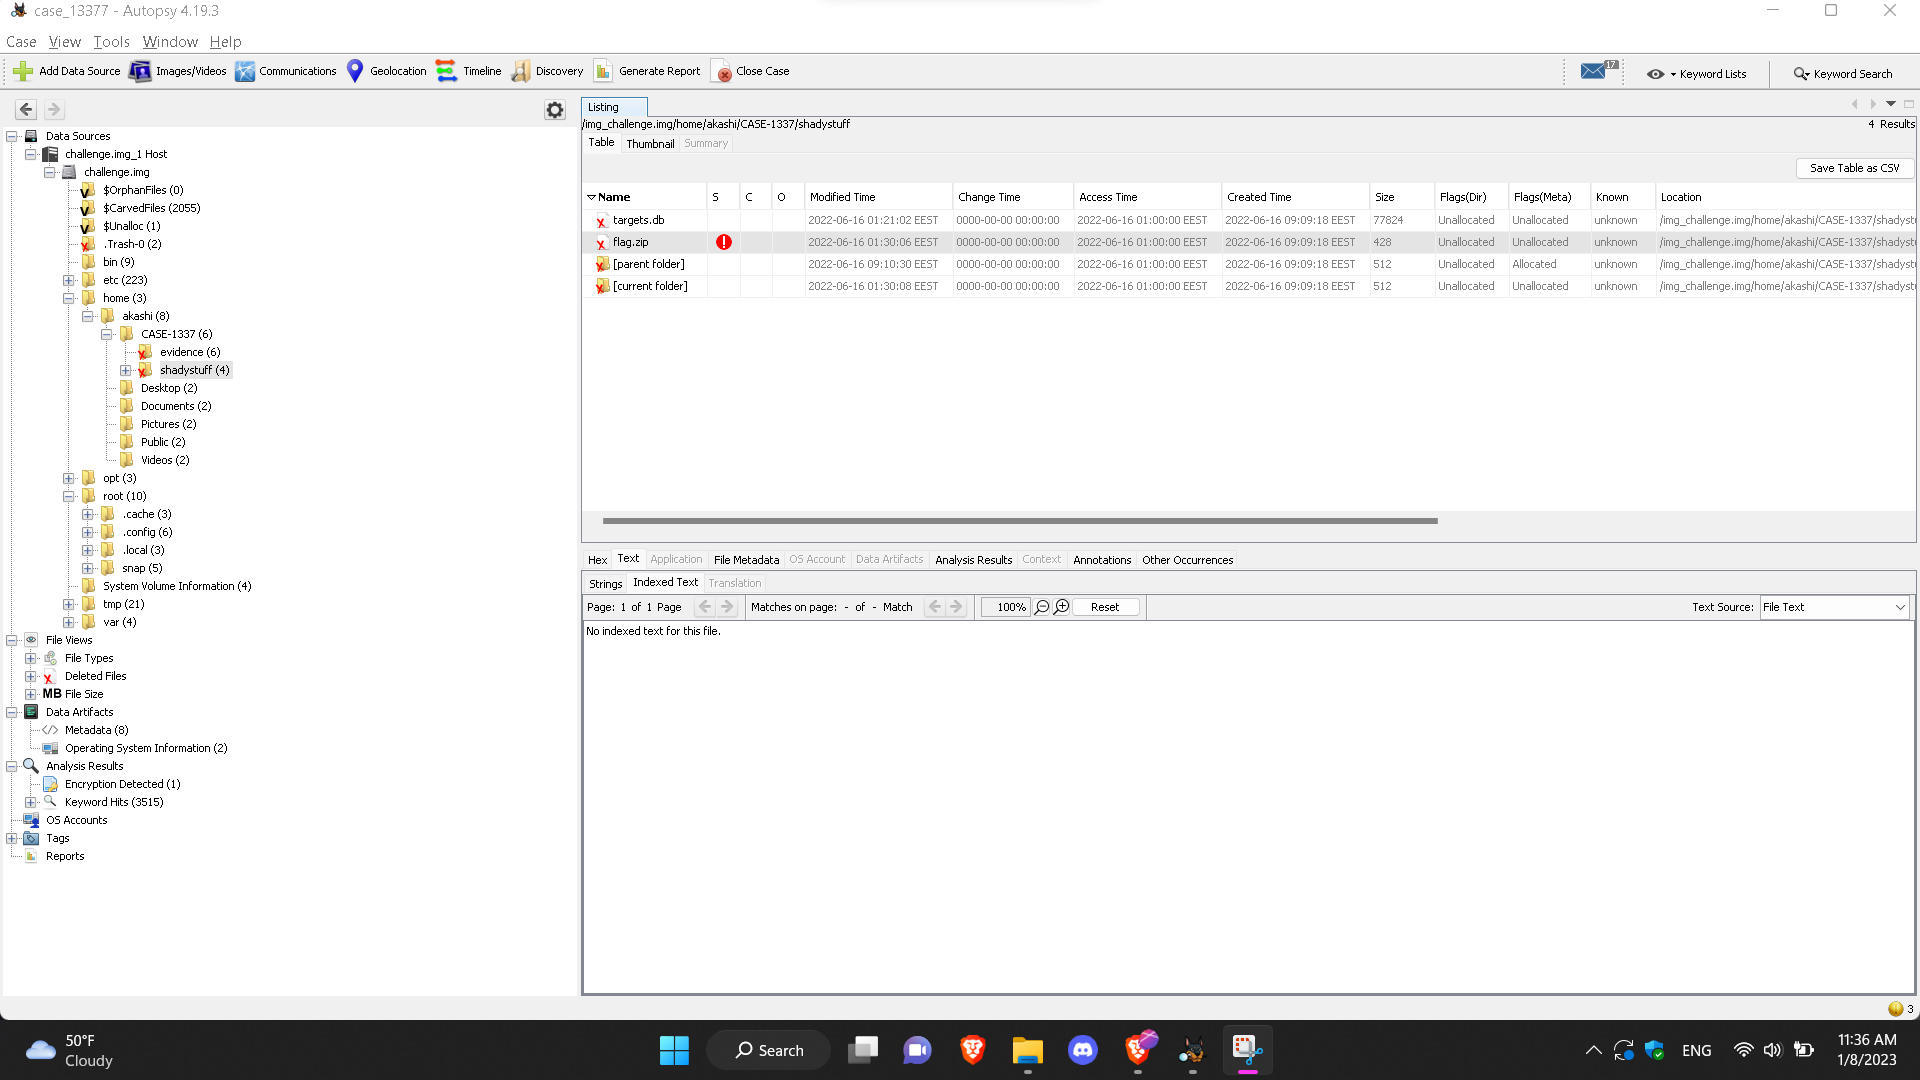 case_13377 - Autopsy 4.19.3
Case View Tools Window Help
Add Data Source Images/Videos Communications Geolocation Timeline Discovery Generate Report Close Case 17 Keyword Lists Keyword Search
Data Sources
challenge.img_1 Host
challenge.img
$OrphanFiles (0)
$CarvedFiles (2055)
$Unalloc (1)
.Trash-0 (2)
bin (9)
etc (223)
home (3)
akashi (8)
CASE-1337 (6)
evidence (6)
shadystuff (4)
Desktop (2)
Documents (2)
Pictures (2)
Public (2)
Videos (2)
opt (3)
root (10)
.cache (3)
.config (6)
.local (3)
snap (5)
System Volume Information (4)
tmp (21)
var (4)
File Views
File Types
Deleted Files
MB File Size
Data Artifacts
Metadata (8)
Operating System Information (2)
Analysis Results
Encryption Detected (1)
Keyword Hits (3515)
OS Accounts
Tags
Reports
Listing
/img_challenge.img/home/akashi/CASE-1337/shadystuff 4 Results
Table Thumbnail Summary
Save Table as CSV
Name S C O Modified Time Change Time Access Time Created Time Size Flags(Dir) Flags(Meta) Known Location
targets.db 2022-06-16 01:21:02 EEST 0000-00-00 00:00:00 2022-06-16 01:00:00 EEST 2022-06-16 09:09:18 EEST 77824 Unallocated Unallocated unknown /img_challenge.img/home/akashi/CASE-1337/shadystu
flag.zip 2022-06-16 01:30:06 EEST 0000-00-00 00:00:00 2022-06-16 01:00:00 EEST 2022-06-16 09:09:18 EEST 428 Unallocated Unallocated unknown /img_challenge.img/home/akashi/CASE-1337/shadystu
[parent folder] 2022-06-16 09:10:30 EEST 0000-00-00 00:00:00 2022-06-16 01:00:00 EEST 2022-06-16 09:09:18 EEST 512 Unallocated Allocated unknown /img_challenge.img/home/akashi/CASE-1337/shadystu
[current folder] 2022-06-16 01:30:08 EEST 0000-00-00 00:00:00 2022-06-16 01:00:00 EEST 2022-06-16 09:09:18 EEST 512 Unallocated Unallocated unknown /img_challenge.img/home/akashi/CASE-1337/shadystu
Hex Text Application File Metadata OS Account Data Artifacts Analysis Results Context Annotations Other Occurrences
Strings Indexed Text Translation
Page: 1 of 1 Page Matches on page: - of - Match 100% Reset Text Source: File Text
No indexed text for this file.
3
50°F
Cloudy
Search
ENG
11:36 AM
1/8/2023